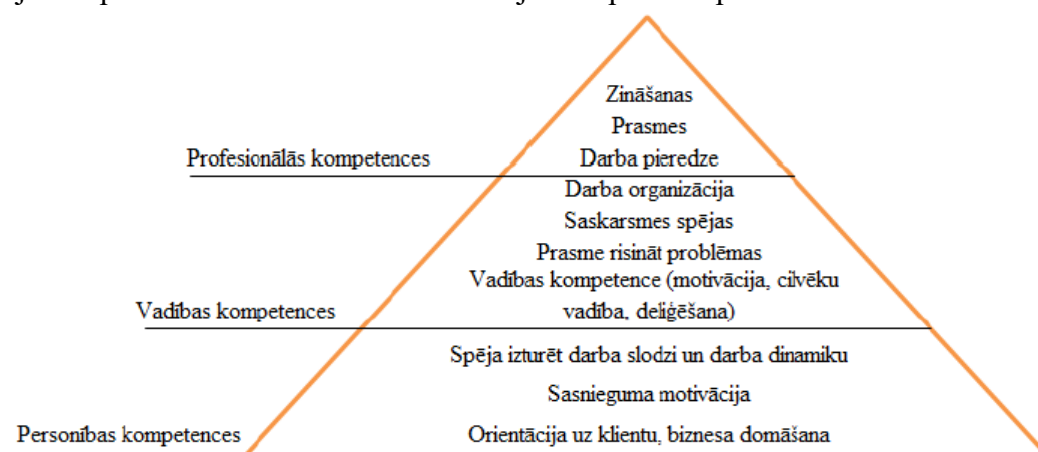 Zināšanas
Prasmes
Profesionālās kompetences
Darba pieredze
Darba organizācija
Saskarsmes spējas
Prasme risināt problēmas
Vadības kompetence (motivācija, cilvēku
Vadības kompetences
vadība, deliģēšana)
Spēja izturēt darba slodzi un darba dinamiku
Sasnieguma motivācija
Personības kompetences
Orientācija uz klientu, biznesa domāšana